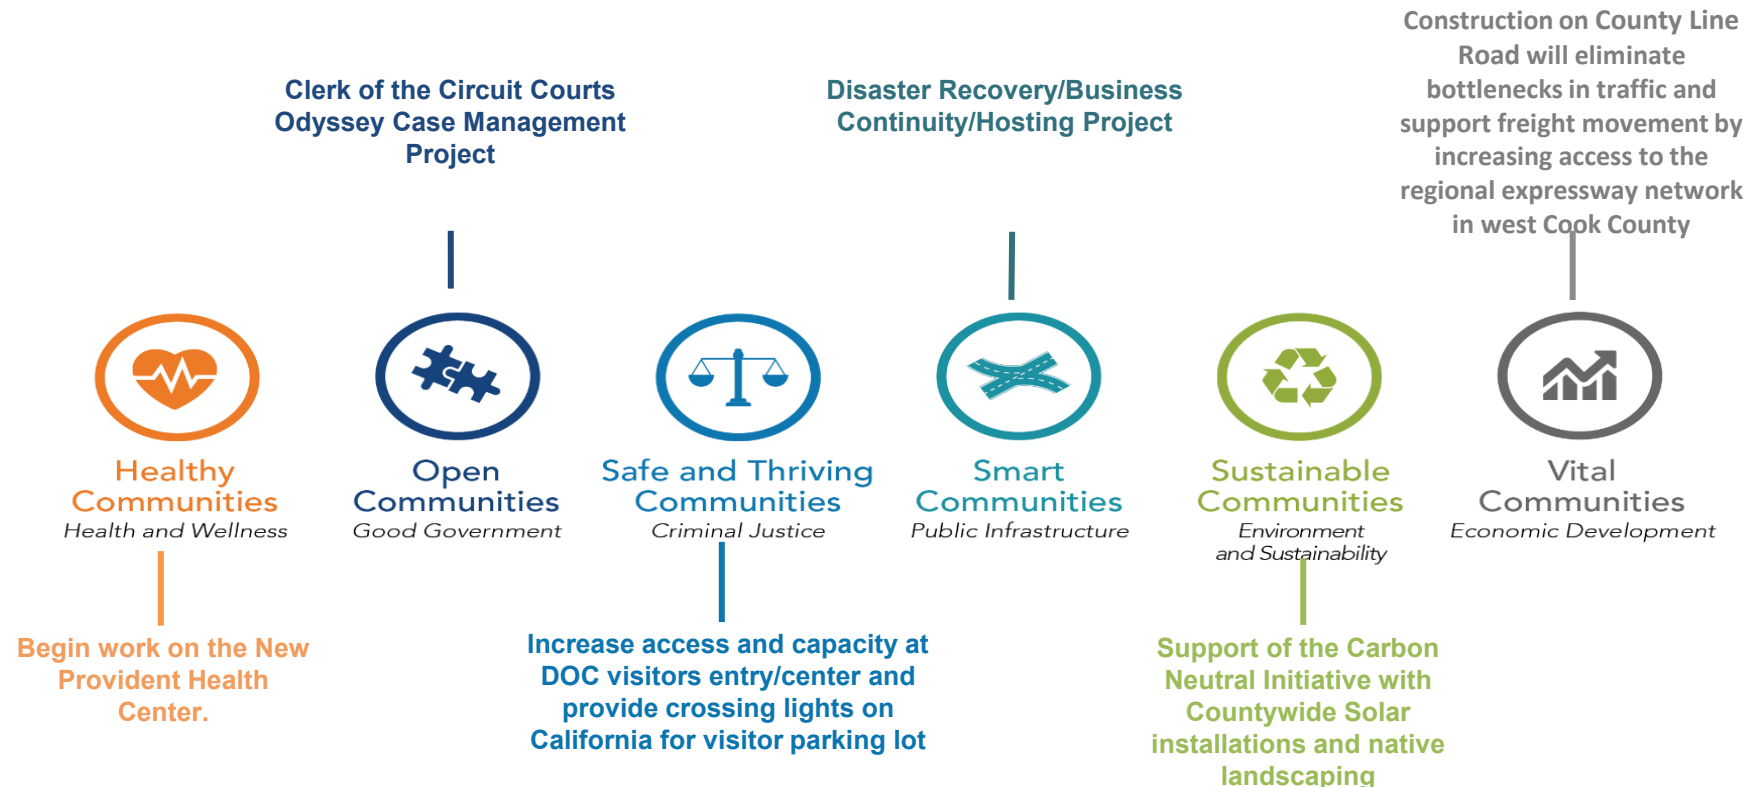 Construction on County Line
Road will eliminate
bottlenecks in traffic and
support freight movement by
increasing access to the
regional expressway network
in west Cook County
Clerk of the Circuit Courts
Odyssey Case Management
Project
Disaster Recovery/Business
Continuity/Hosting Project
Healthy
Communities
Health and Wellness
Open
Communities
Good Government
Safe and Thriving
Communities
Criminal Justice
Smart
Communities
Public Infrastructure
Sustainable
Communities
Environment
and Sustainability
Vital
Communities
Economic Development
Begin work on the New
Provident Health
Center.
Increase access and capacity at
DOC visitors entry/center and
provide crossing lights on
California for visitor parking lot
Support of the Carbon
Neutral Initiative with
Countywide Solar
installations and native
landscaping